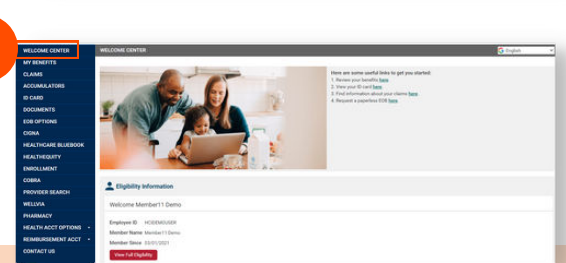 WELCOME CENTER
MY BENEFITS
CLAIMS
ACCUMULATORS
ID CARD
DOCUMENTS
EOB OPTIONS
CIGNA
HEALTHCARE BLUEBOOK
HEALTHEQUITY
ENROLLMENT
COBRA
PROVIDER SEARCH
WELLVIA
PHARMACY
HEALTH ACCT OPTIONS
REIMBURSEMENT ACCT
CONTACT US
WELCOME CENTER
English
Here are some useful links to get you started:
1. Review your benefits here
2. View your ID card here
3. Find information about your claims here
4. Request a paperless EOB here
Eligibility Information
Welcome Member11 Demo
Employee ID HCIDEMOUSER
Member Name Member11 Demo
Member Since 03/01/2021
View Full Eligibility